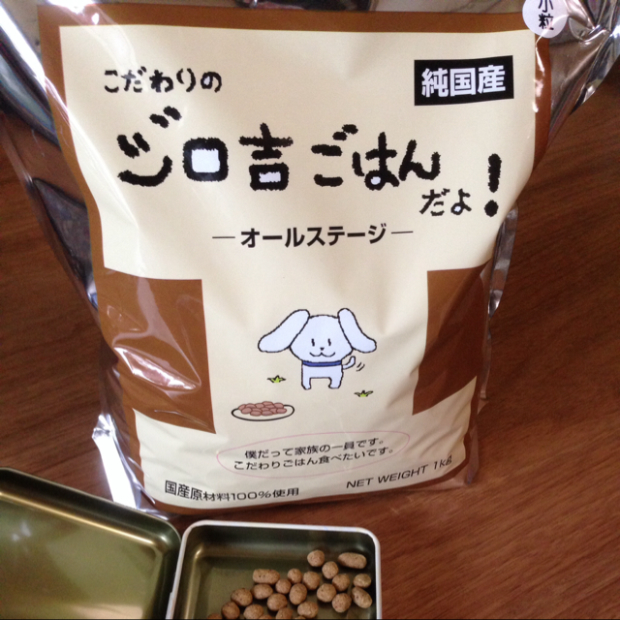 小粒
こだわりの
純国産
ジロ吉ごはん
だよ!
―オールステージ―
僕だって家族の一員です。
こだわりごはん食べたいです。
国産原材料100%使用
NET WEIGHT 1kg